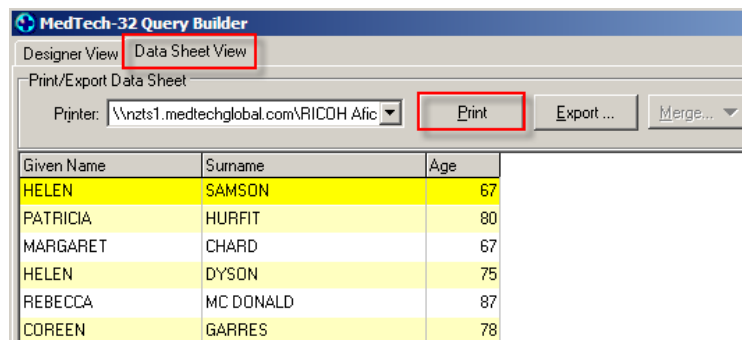 MedTech-32 Query Builder
Designer View Data Sheet View
Print/Export Data Sheet
Printer: \\nzts1.medtechglobal.com\RICOH Afic Print Export ... Merge...
Given Name Surname Age
HELEN SAMSON 67
PATRICIA HURFIT 80
MARGARET CHARD 67
HELEN DYSON 75
REBECCA MC DONALD 87
COREEN GARRES 78